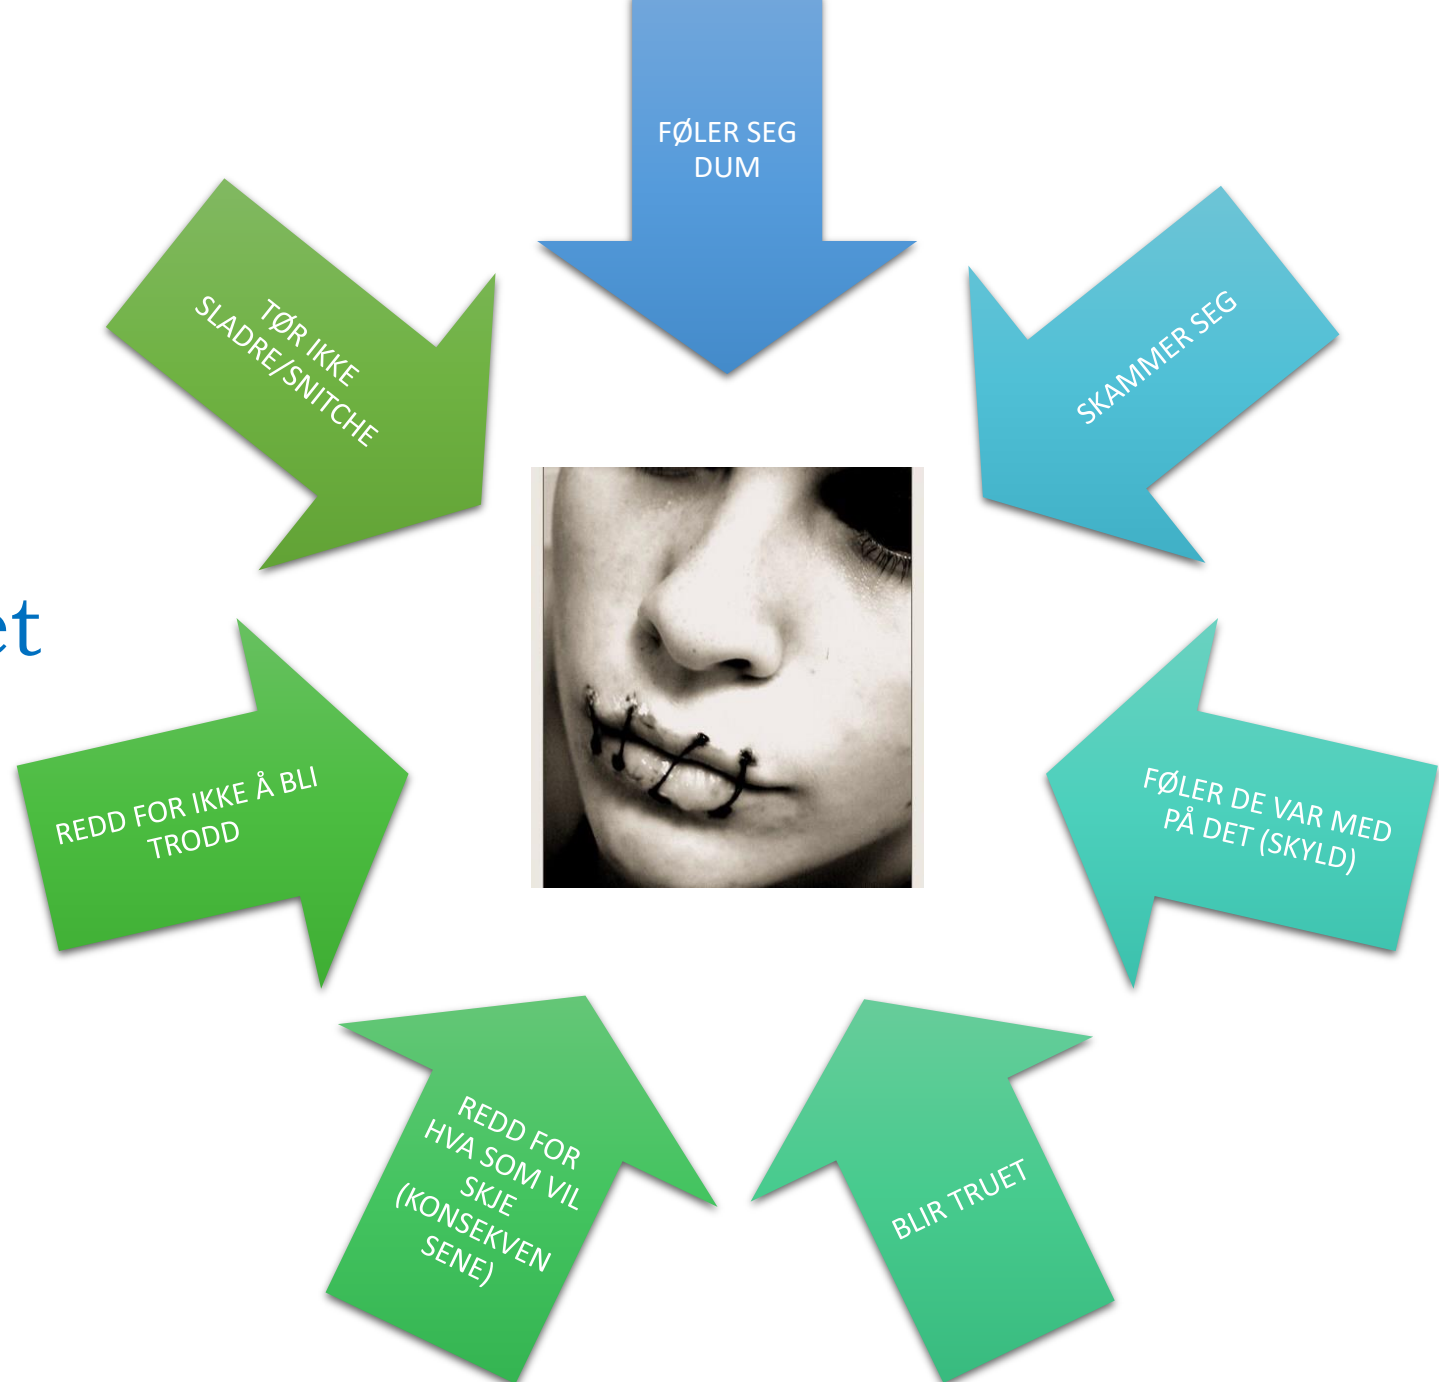 FØLER SEG
DUM
SKAMMER SEG
FØLER DE VAR MED
PÅ DET (SKYLD)
BLIR TRUET
REDD FOR
HVA SOM VIL
SKJE
(KONSEKVEN
SENE)
REDD FOR IKKE Å BLI
TRODD
TØR IKKE
SLADRE/SNITCHE